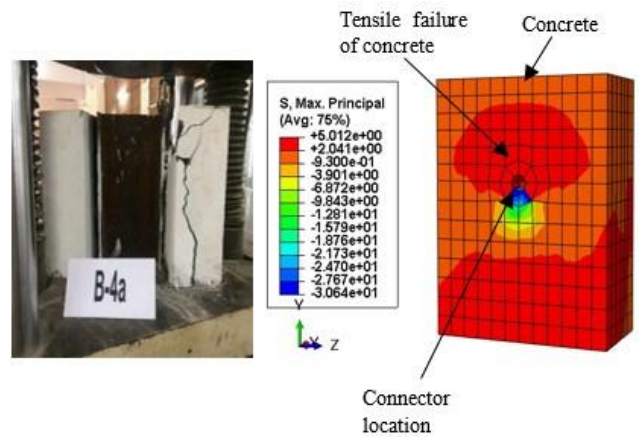 Tensile failure
of concrete
Concrete
B-4a
S, Max. Principal
(Avg: 75%)
+5.012e+00
+2.041e+00
-9.300e-01
-3.901e+00
-6.872e+00
-9.843e+00
-1.281e+01
-1.579e+01
-1.876e+01
-2.173e+01
-2.470e+01
-2.767e+01
-3.064e+01
Y
Z
Connector
location